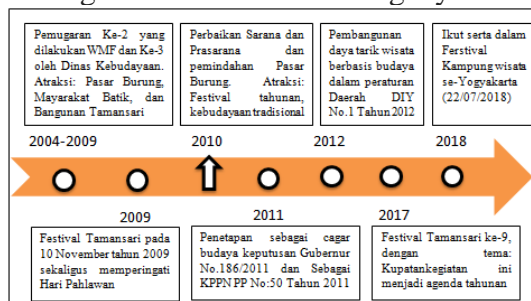 Pemugaran Ke-2 yang
dilakukan WMF dan Ke-3
oleh Dinas Kebudayaan.
Atraksi: Pasar Burung,
Mayarakat Batik, dan
Bangunan Tamansari
Perbaikan Sarana dan
Prasarana dan
pemindahan Pasar
Burung. Atraksi:
Festival tahunan,
kebudayaantradisional
Pembangunan
daya tarik wisata
berbasis budaya
dalam peraturan
Daerah DIY
No.1 Tahun2012
Ikut serta dalam
Ferstival
Kampung wisata
se-Yogyakarta
(22/07/2018)
2004-2009
2010
2012
2018
2009
2011
2017
Festival Tamansari pada
10 November tahun 2009
sekaligus memperingati
Hari Pahlawan
Penetapan sebagai cagar
budaya keputusan Gubernur
No.186/2011 dan Sebagai
KPPN PP No:50 Tahun 2011
Festival Tamansari ke-9,
dengan tema:
Kupatankegiatan ini
menjadi agenda tahunan